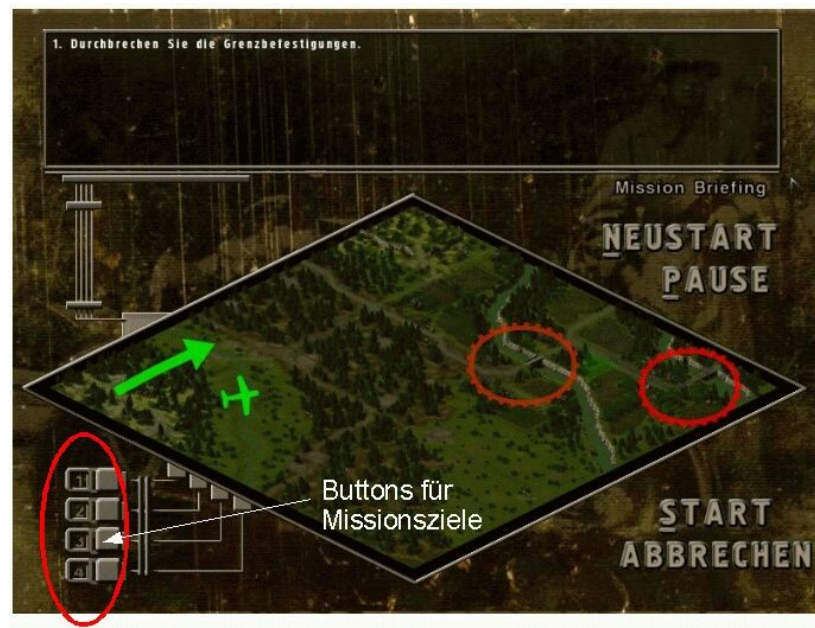 1. Durchbrechen Sie die Grenzbefestigungen.
Mission Briefing
NEUSTART
PAUSE
1
2
3
4
Buttons für
Missionsziele
START
ABBRECHEN